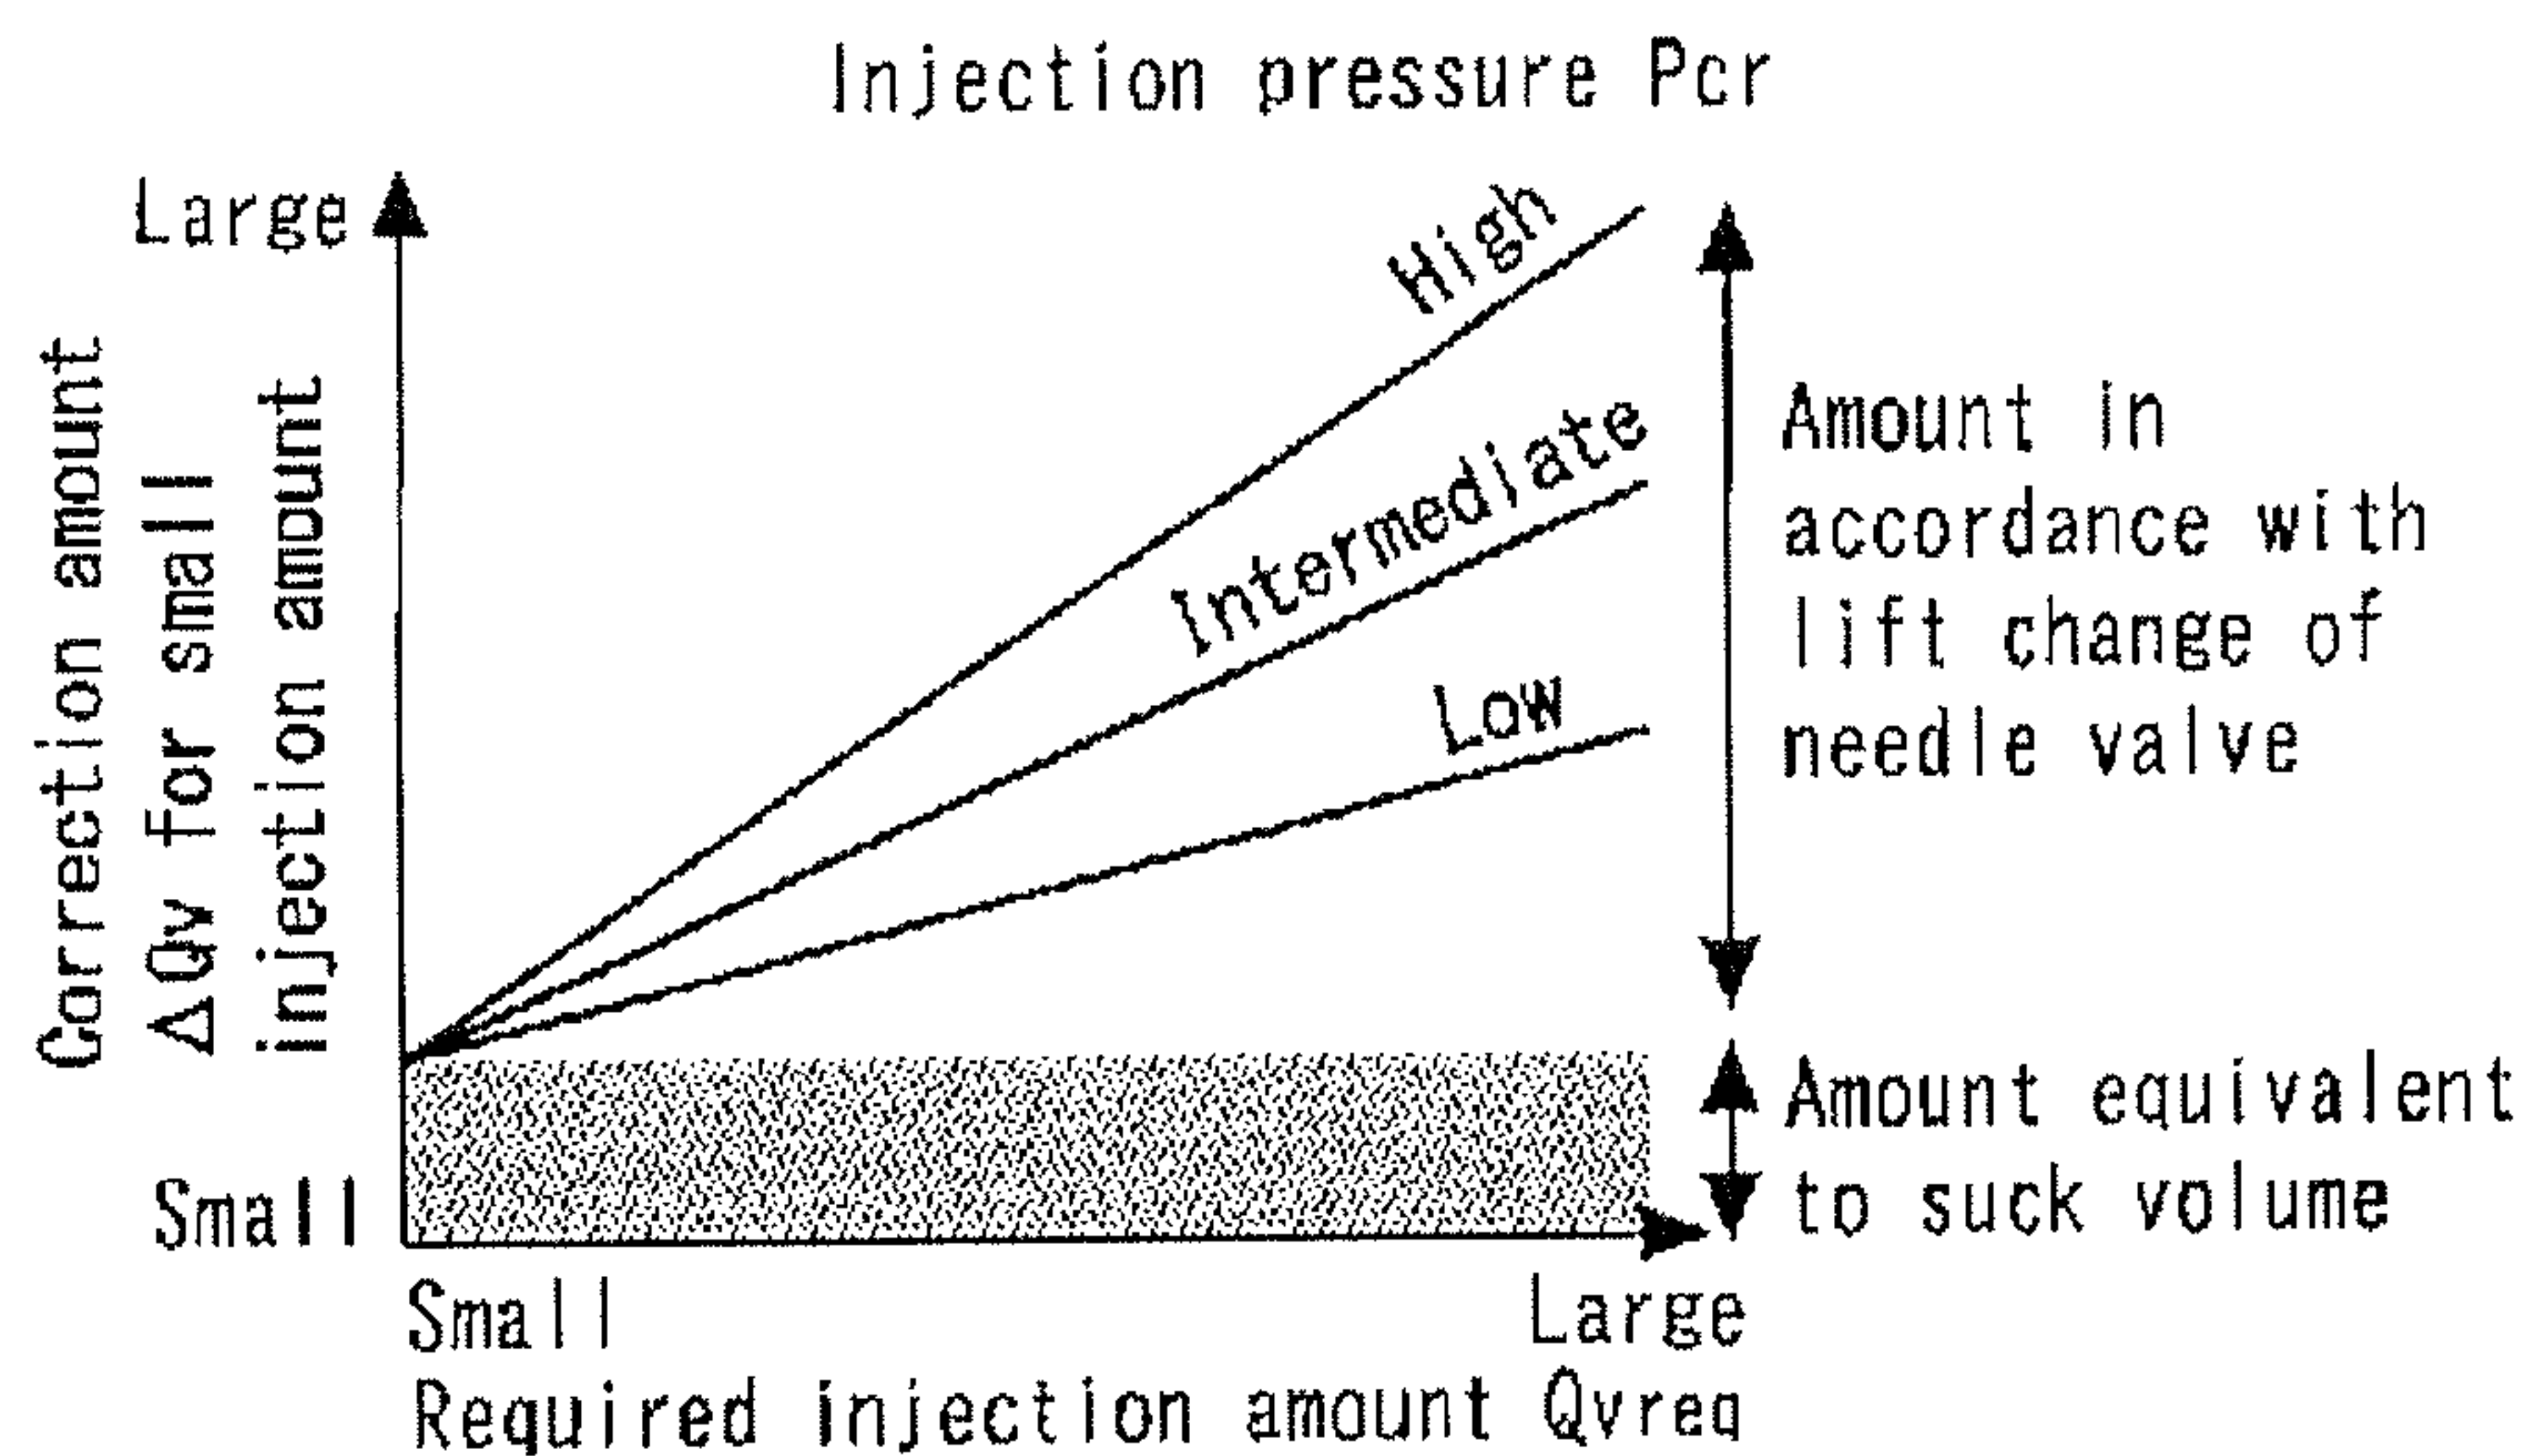 Injection pressure Pcr
Large
High
Intermediate
Low
Correction amount
ΔQv for small
injection amount
Small
Amount in
accordance with
lift change of
needle valve
Amount equivalent
to suck volume
Small
Large
Required injection amount Qvreq